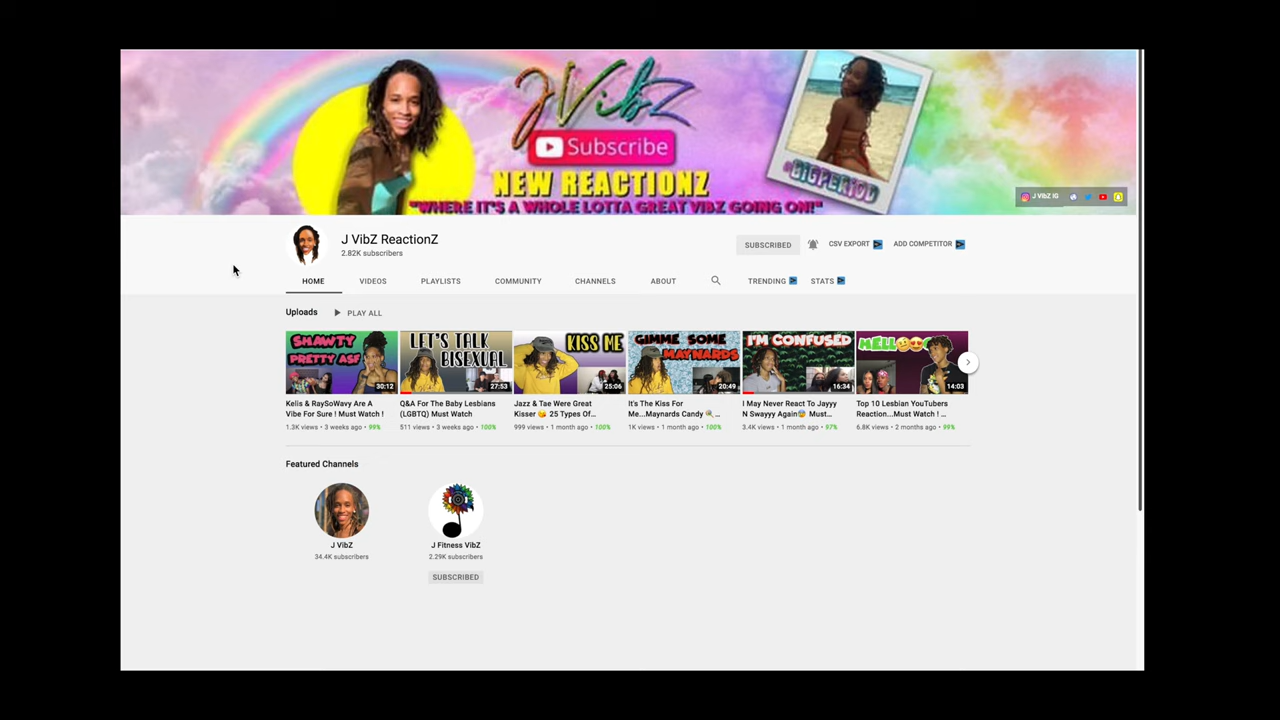 JVibZ
Subscribe
NEW REACTIONZ
"WHERE IT'S A WHOLE LOTTA GREAT VIBZ GOING ON!"
@BIGPERIOD
J VibZ IG
J VibZ ReactionZ
2.82K subscribers
SUBSCRIBED
CSV EXPORT
ADD COMPETITOR
HOME
VIDEOS
PLAYLISTS
COMMUNITY
CHANNELS
ABOUT
TRENDING
STATS
Uploads
PLAY ALL
SHAWTY
PRETTY ASF
30:12
LET'S TALK
BISEXUAL
27:53
KISS ME
25:06
GIMME SOME
MAYNARDS
20:49
I'M CONFUSED
16:34
HELLO
14:03
Kelis & RaySoWavy Are A
Vibe For Sure ! Must Watch !
1.3K views • 3 weeks ago • 99%
Q&A For The Baby Lesbians
(LGBTQ) Must Watch
511 views • 3 weeks ago • 100%
Jazz & Tae Were Great
Kisser 😘 25 Types Of...
999 views • 1 month ago • 100%
It's The Kiss For
Me...Maynards Candy 🍭...
1K views • 1 month ago • 100%
I May Never React To Jayyy
N Swayyy Again😰 Must...
3.4K views • 1 month ago • 97%
Top 10 Lesbian YouTubers
Reaction...Must Watch ! ...
6.8K views • 2 months ago • 99%
Featured Channels
J VibZ
34.4K subscribers
J Fitness VibZ
2.29K subscribers
SUBSCRIBED